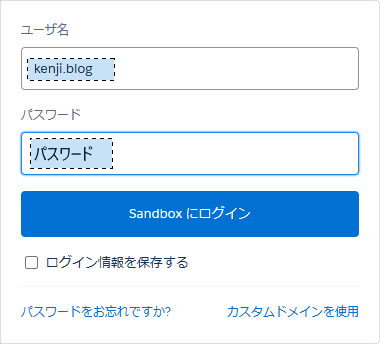 ユーザ名
kenji.blog
パスワード
パスワード
Sandbox にログイン
ログイン情報を保存する
パスワードをお忘れですか?
カスタムドメインを使用